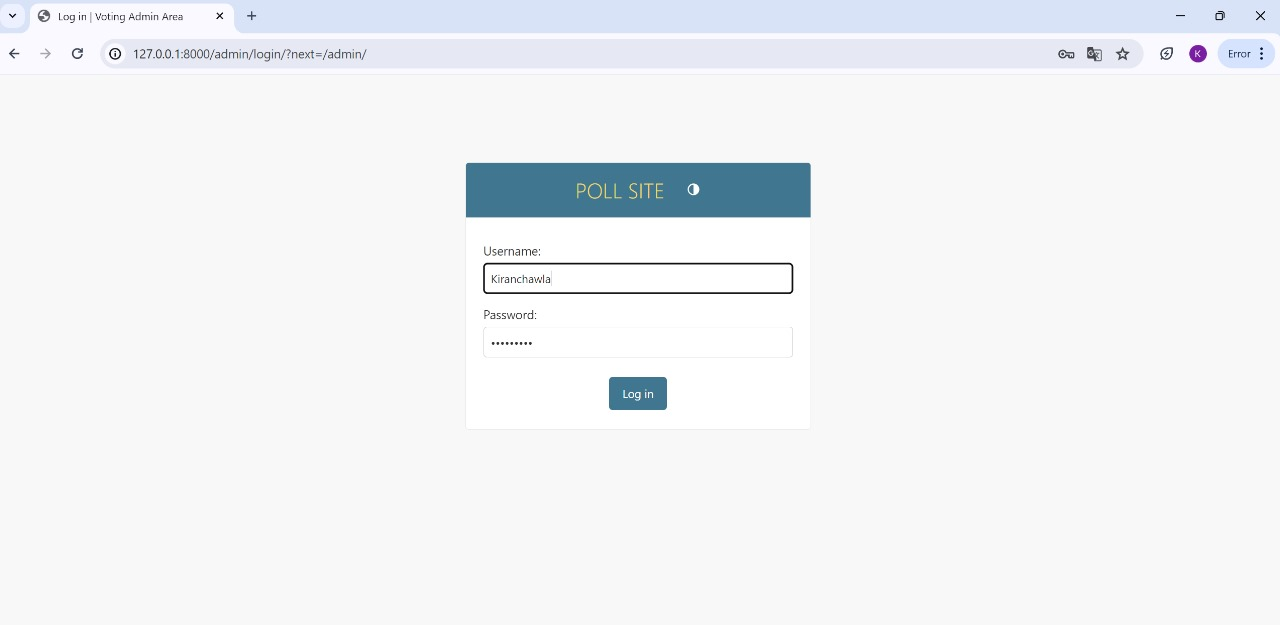 Log in | Voting Admin Area
127.0.0.1:8000/admin/login/?next=/admin/
K
Error
POLL SITE
Username:
Kiranchawla
Password:
•••••••••
Log in